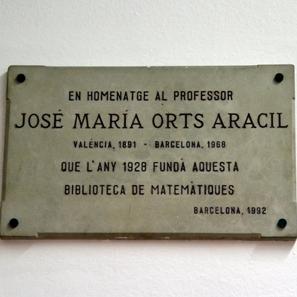 EN HOMENATGE AL PROFESSOR
JOSÉ MARÍA ORTS ARACIL
VALÈNCIA, 1891 - BARCELONA, 1968
QUE L'ANY 1928 FUNDÀ AQUESTA
BIBLIOTECA DE MATEMÀTIQUES
BARCELONA, 1992